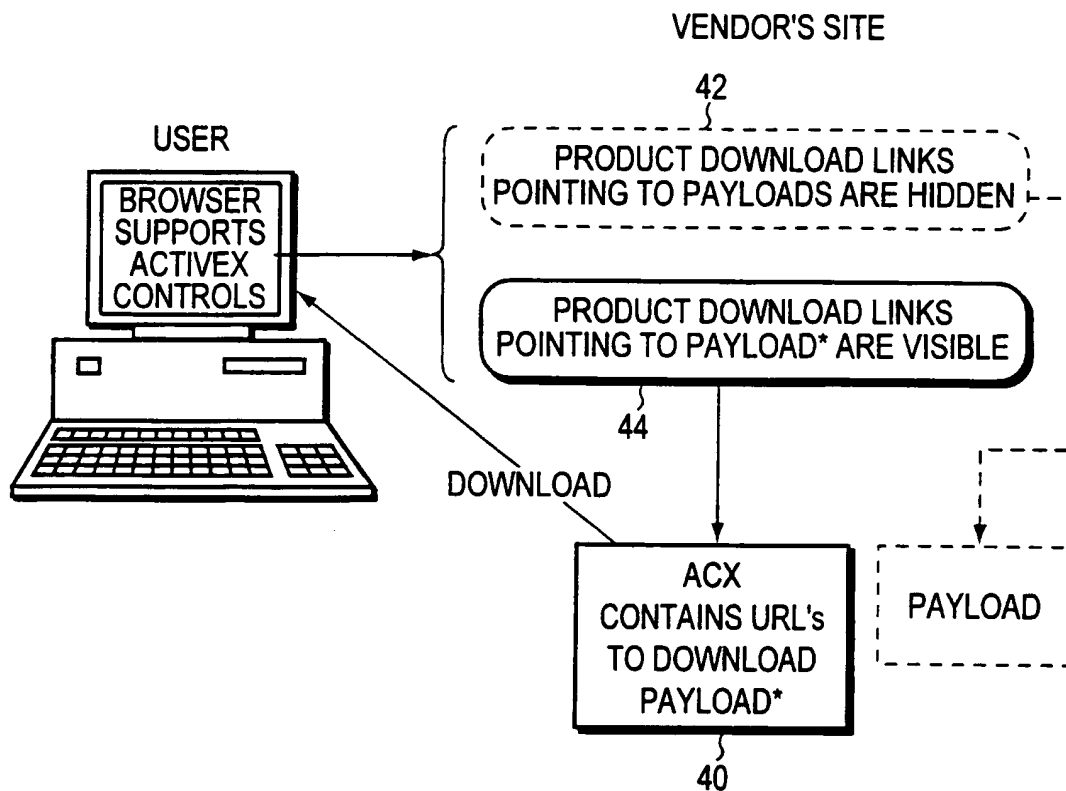 VENDOR'S SITE
42
USER
PRODUCT DOWNLOAD LINKS
POINTING TO PAYLOADS ARE HIDDEN
BROWSER
SUPPORTS
ACTIVEX
CONTROLS
PRODUCT DOWNLOAD LINKS
POINTING TO PAYLOAD* ARE VISIBLE
44
DOWNLOAD
ACX
CONTAINS URL's
TO DOWNLOAD
PAYLOAD*
PAYLOAD
40